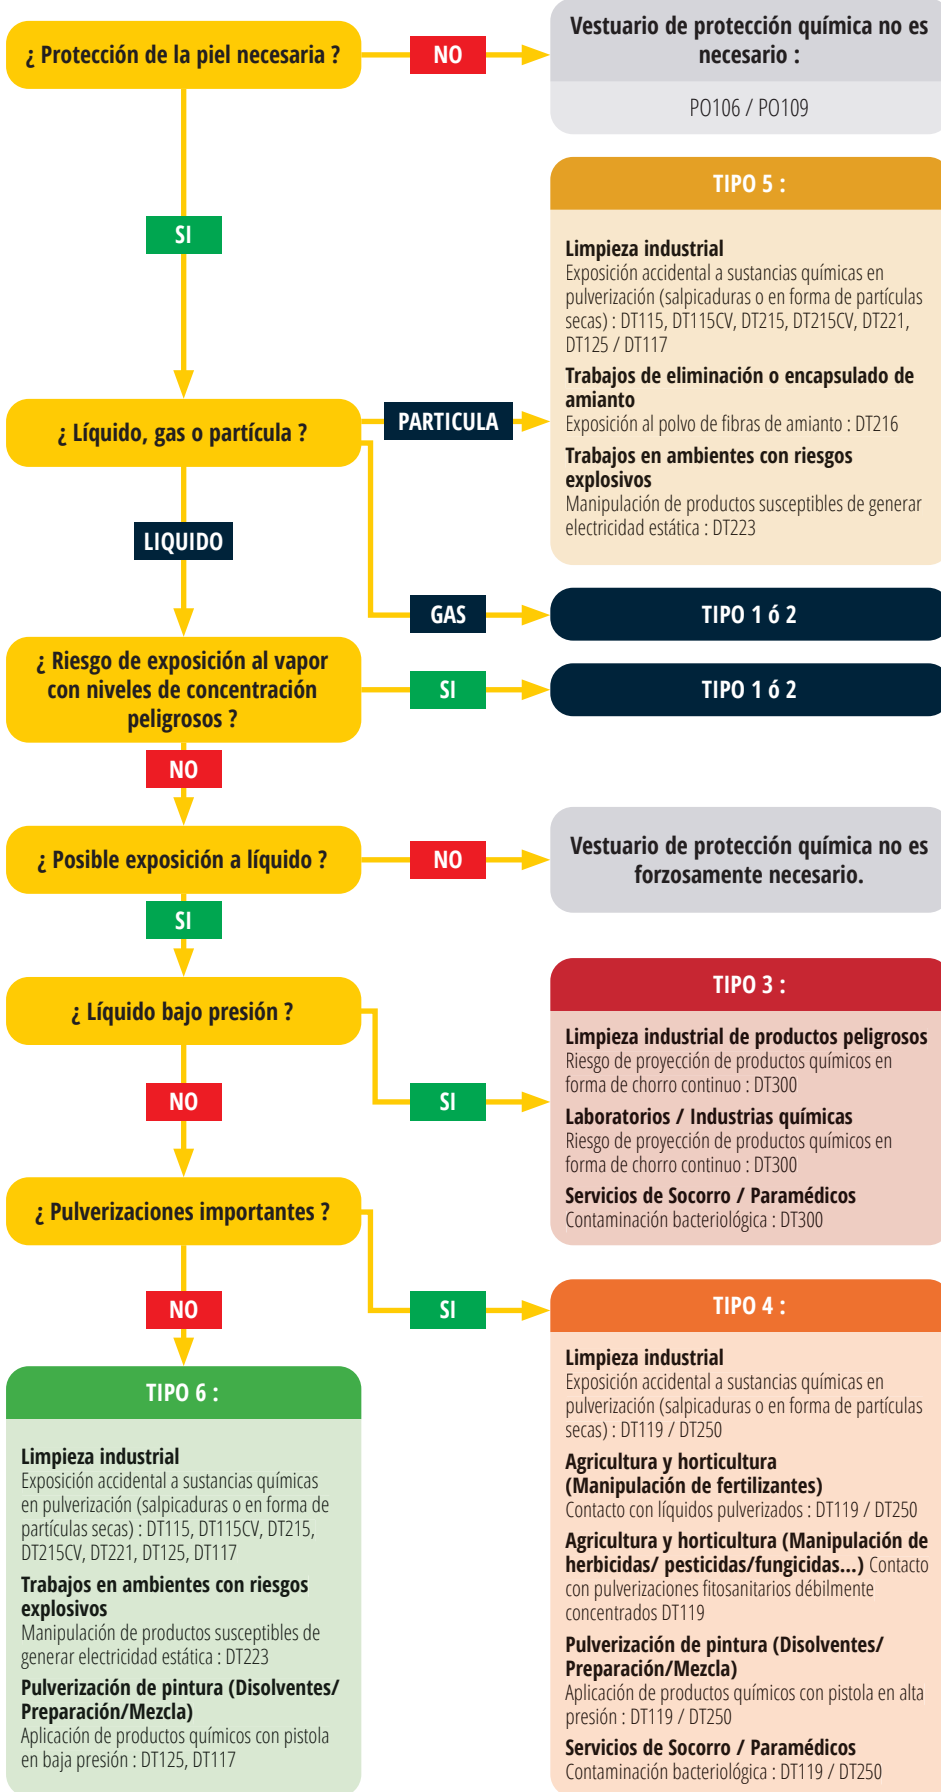 ¿ Protección de la piel necesaria ?
NO
Vestuario de protección química no es
necesario :
PO106 / PO109
SI
TIPO 5 :
Limpieza industrial
Exposición accidental a sustancias químicas en
pulverización (salpicaduras o en forma de partículas
secas) : DT115, DT115CV, DT215, DT215CV, DT221,
DT125 / DT117
Trabajos de eliminación o encapsulado de
amianto
Exposición al polvo de fibras de amianto : DT216
Trabajos en ambientes con riesgos
explosivos
Manipulación de productos susceptibles de generar
electricidad estática : DT223
¿ Líquido, gas o partícula ?
PARTICULA
LIQUIDO
GAS
TIPO 1 ó 2
¿ Riesgo de exposición al vapor
con niveles de concentración
peligrosos ?
SI
TIPO 1 ó 2
NO
¿ Posible exposición a líquido ?
NO
Vestuario de protección química no es
forzosamente necesario.
SI
¿ Líquido bajo presión ?
NO
SI
TIPO 3 :
Limpieza industrial de productos peligrosos
Riesgo de proyección de productos químicos en
forma de chorro continuo : DT300
Laboratorios / Industrias químicas
Riesgo de proyección de productos químicos en
forma de chorro continuo : DT300
Servicios de Socorro / Paramédicos
Contaminación bacteriológica : DT300
¿ Pulverizaciones importantes ?
NO
SI
TIPO 4 :
Limpieza industrial
Exposición accidental a sustancias químicas en
pulverización (salpicaduras o en forma de partículas
secas) : DT119 / DT250
Agricultura y horticultura
(Manipulación de fertilizantes)
Contacto con líquidos pulverizados : DT119 / DT250
Agricultura y horticultura (Manipulación de
herbicidas/ pesticidas/fungicidas...) Contacto
con pulverizaciones fitosanitarios débilmente
concentrados DT119
Pulverización de pintura (Disolventes/
Preparación/Mezcla)
Aplicación de productos químicos con pistola en alta
presión : DT119 / DT250
Servicios de Socorro / Paramédicos
Contaminación bacteriológica : DT119 / DT250
TIPO 6 :
Limpieza industrial
Exposición accidental a sustancias químicas
en pulverización (salpicaduras o en forma de
partículas secas) : DT115, DT115CV, DT215,
DT215CV, DT221, DT125, DT117
Trabajos en ambientes con riesgos
explosivos
Manipulación de productos susceptibles de
generar electricidad estática : DT223
Pulverización de pintura (Disolventes/
Preparación/Mezcla)
Aplicación de productos químicos con pistola
en baja presión : DT125, DT117